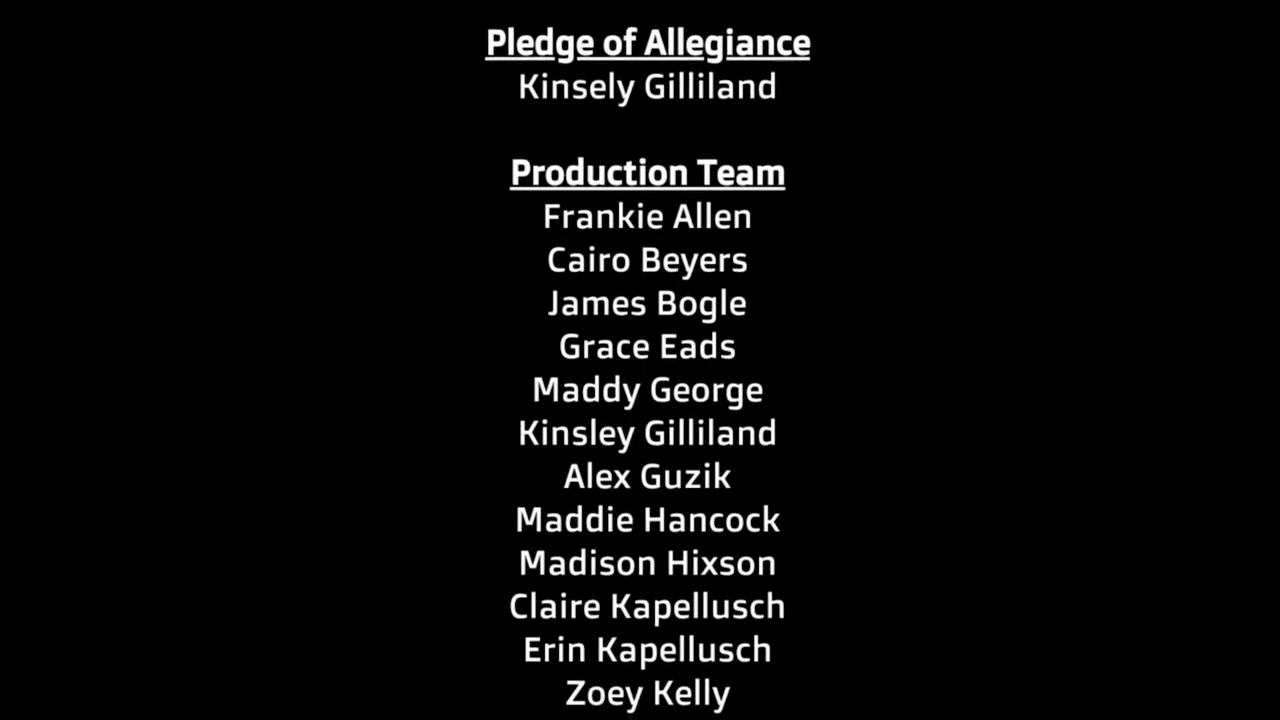 Pledge of Allegiance
Kinsely Gilliland
Production Team
Frankie Allen
Cairo Beyers
James Bogle
Grace Eads
Maddy George
Kinsley Gilliland
Alex Guzik
Maddie Hancock
Madison Hixson
Claire Kapellusch
Erin Kapellusch
Zoey Kelly